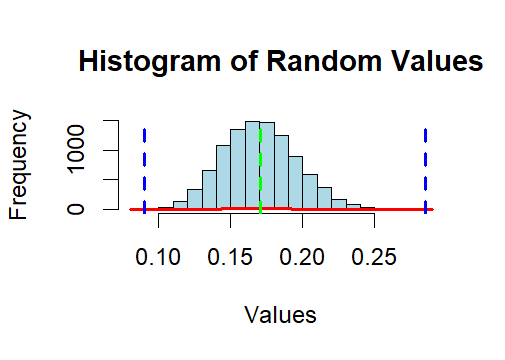 Histogram of Random Values
Frequency
1000
0
0.10 0.15 0.20 0.25
Values